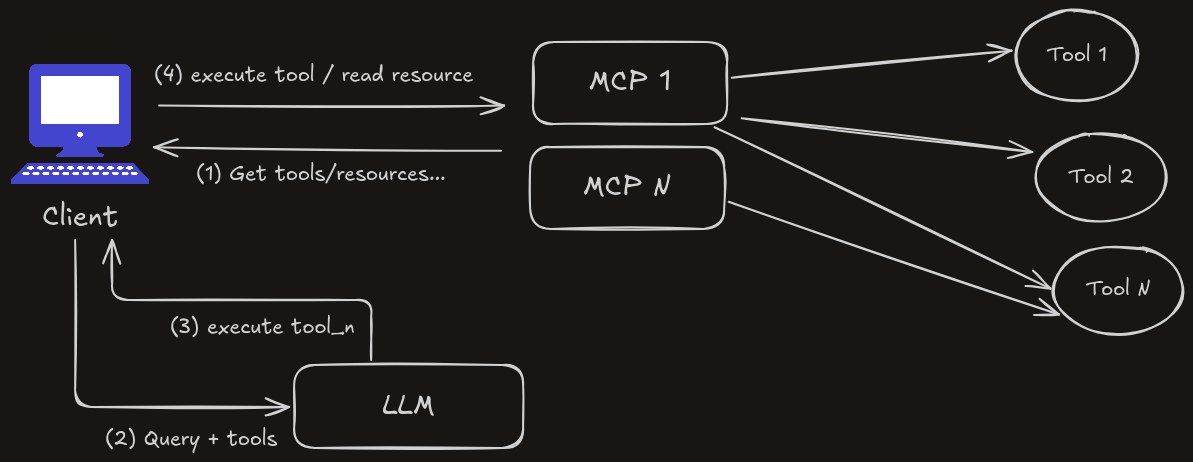 (4) execute tool / read resource
MCP 1
Tool 1
(1) Get tools/resources...
MCP N
Tool 2
Client
Tool N
(3) execute tool_n
LLM
(2) Query + tools